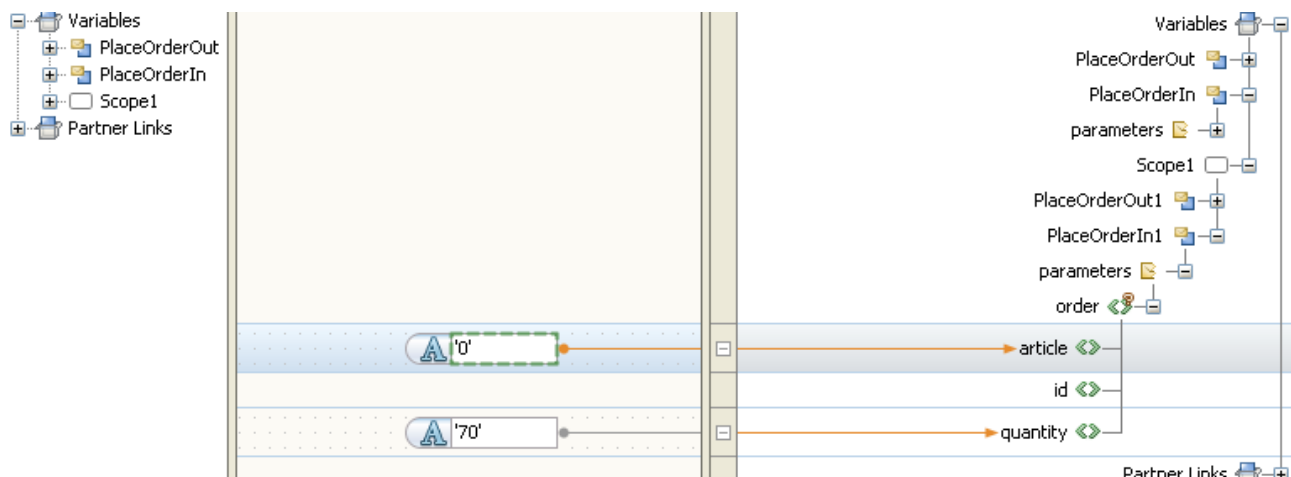 Variables
PlaceOrderOut
PlaceOrderIn
Scope1
Partner Links
Variables
PlaceOrderOut
PlaceOrderIn
parameters
Scope1
PlaceOrderOut1
PlaceOrderIn1
parameters
order
A '0' article
id
A '70' quantity
Partner Links